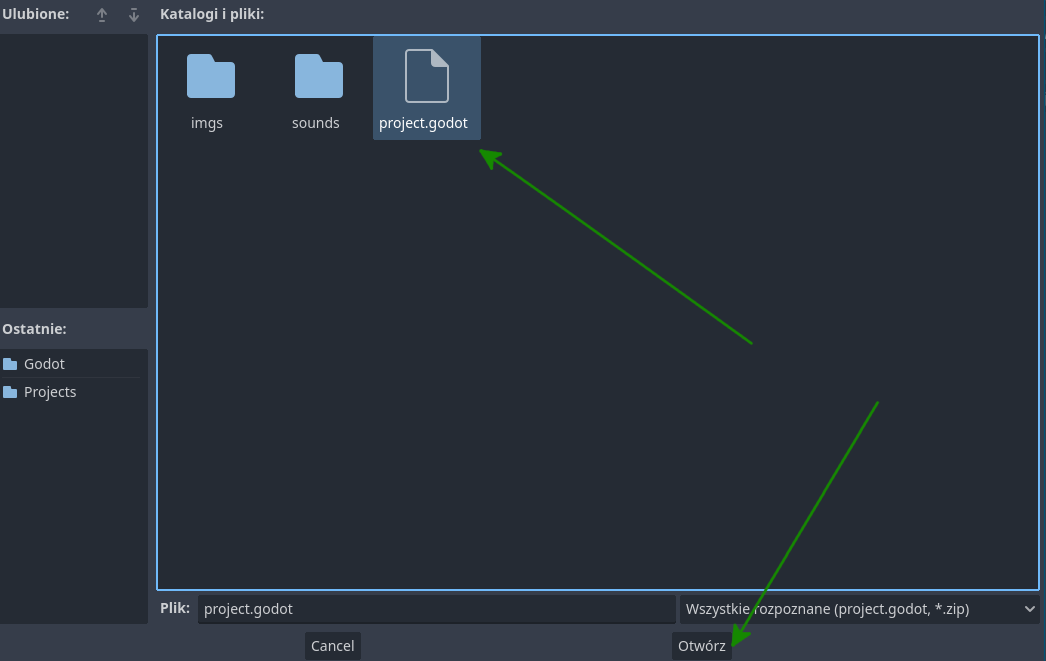 Ulubione:
Katalogi i pliki:
imgs
sounds
project.godot
Ostatnie:
Godot
Projects
Plik:
project.godot
Wszystkie rozpoznane (project.godot, *.zip)
Cancel
Otwórz